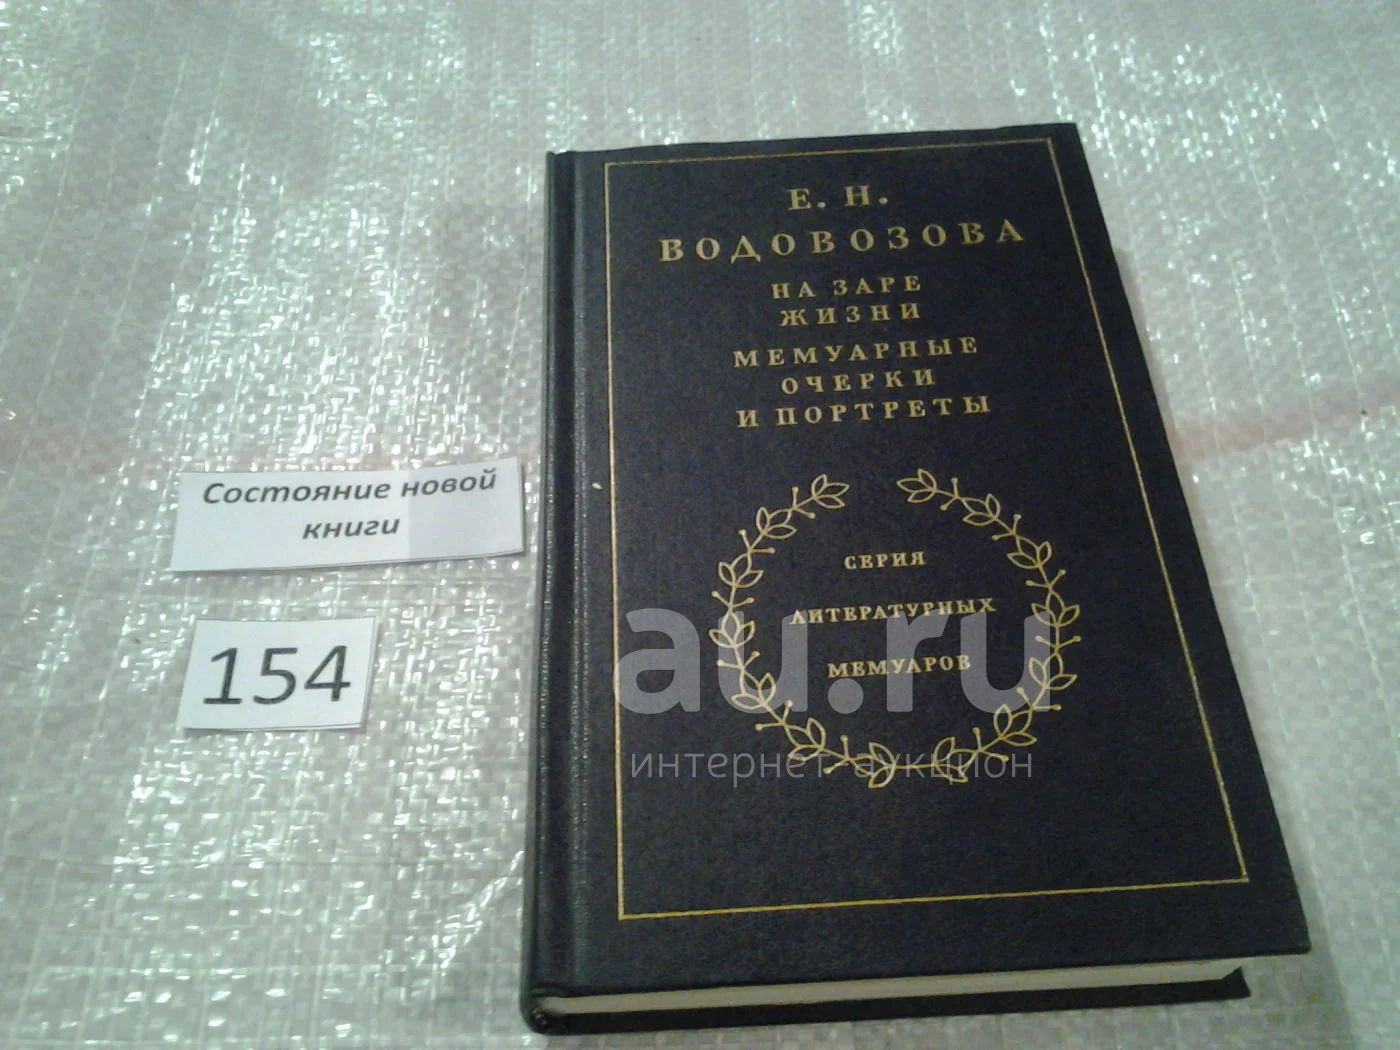 Е. Н.
ВОДОВОЗОВА
НА ЗАРЕ
ЖИЗНИ
МЕМУАРНЫЕ
ОЧЕРКИ
И ПОРТРЕТЫ
СЕРИЯ
ЛИТЕРАТУРНЫХ
МЕМУАРОВ
Состояние новой
книги
154
au.ru
интернет аукцион